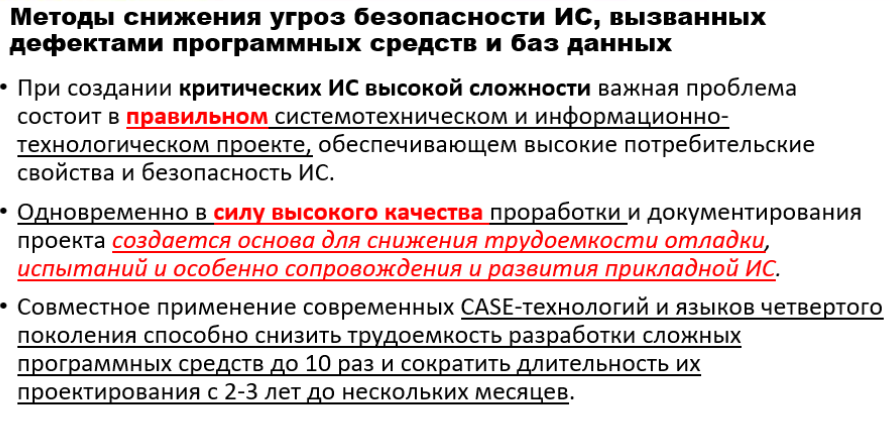 Методы снижения угроз безопасности ИС, вызванных
дефектами программных средств и баз данных
• При создании критических ИС высокой сложности важная проблема
состоит в правильном системотехническом и информационно-
технологическом проекте, обеспечивающем высокие потребительские
свойства и безопасность ИС.
• Одновременно в силу высокого качества проработки и документирования
проекта создается основа для снижения трудоемкости отладки,
испытаний и особенно сопровождения и развития прикладной ИС.
• Совместное применение современных CASE-технологий и языков четвертого
поколения способно снизить трудоемкость разработки сложных
программных средств до 10 раз и сократить длительность их
проектирования с 2-3 лет до нескольких месяцев.